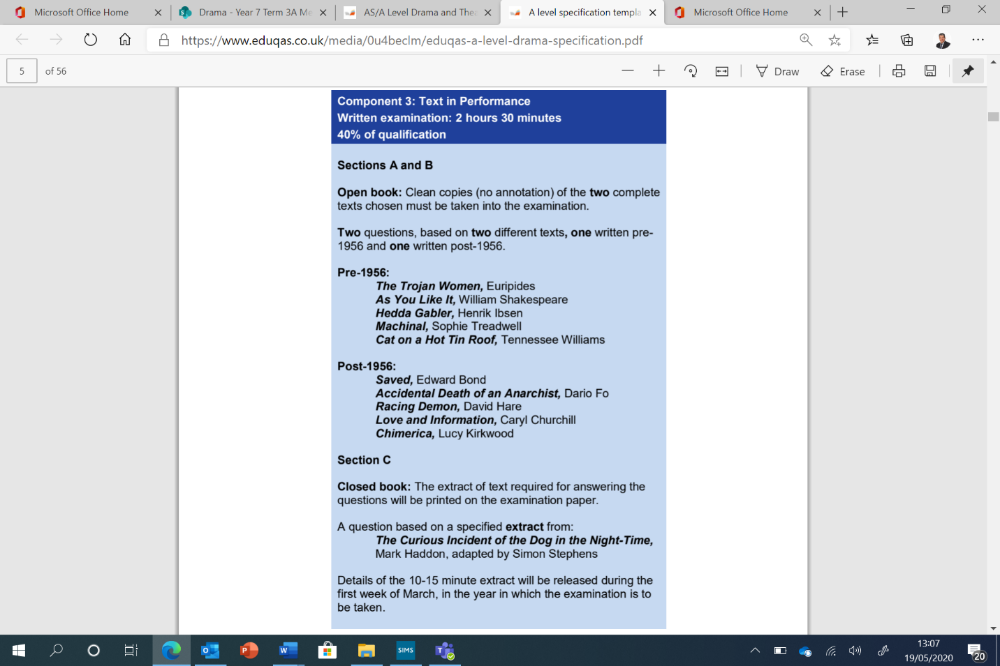 Microsoft Office Home
Drama - Year 7 Term 3A Me
AS/A Level Drama and Thea
A level specification templa
Microsoft Office Home
https://www.eduqas.co.uk/media/0u4beclm/eduqas-a-level-drama-specification.pdf
5 of 56
Draw
Erase
Component 3: Text in Performance
Written examination: 2 hours 30 minutes
40% of qualification
Sections A and B
Open book: Clean copies (no annotation) of the two complete
texts chosen must be taken into the examination.
Two questions, based on two different texts, one written pre-
1956 and one written post-1956.
Pre-1956:
The Trojan Women, Euripides
As You Like It, William Shakespeare
Hedda Gabler, Henrik Ibsen
Machinal, Sophie Treadwell
Cat on a Hot Tin Roof, Tennessee Williams
Post-1956:
Saved, Edward Bond
Accidental Death of an Anarchist, Dario Fo
Racing Demon, David Hare
Love and Information, Caryl Churchill
Chimerica, Lucy Kirkwood
Section C
Closed book: The extract of text required for answering the
questions will be printed on the examination paper.
A question based on a specified extract from:
The Curious Incident of the Dog in the Night-Time,
Mark Haddon, adapted by Simon Stephens
Details of the 10-15 minute extract will be released during the
first week of March, in the year in which the examination is to
be taken.
SIMS
13:07
19/05/2020
20